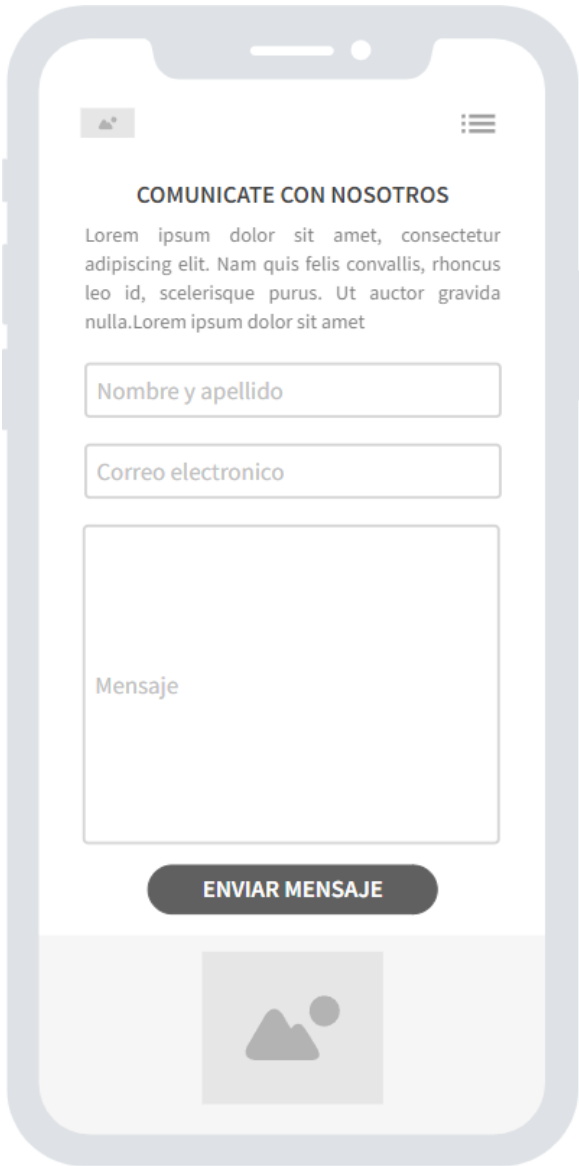 COMUNICATE CON NOSOTROS
Lorem ipsum dolor sit amet, consectetur
adipiscing elit. Nam quis felis convallis, rhoncus
leo id, scelerisque purus. Ut auctor gravida
nulla.Lorem ipsum dolor sit amet
Nombre y apellido
Correo electronico
Mensaje
ENVIAR MENSAJE